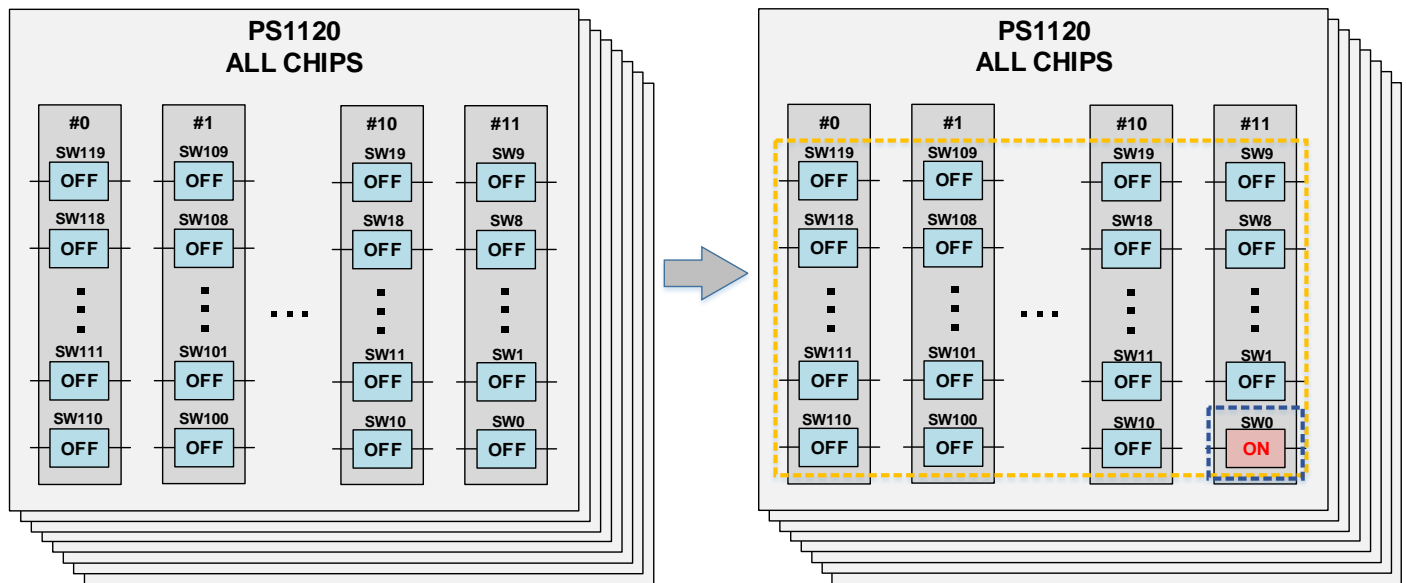 PS1120
ALL CHIPS
#0 #1 #10 #11
SW119 SW109 SW19 SW9
OFF OFF OFF OFF
SW118 SW108 SW18 SW8
OFF OFF OFF OFF
SW111 SW101 SW11 SW1
OFF OFF OFF OFF
SW110 SW100 SW10 SW0
OFF OFF OFF OFF
PS1120
ALL CHIPS
#0 #1 #10 #11
SW119 SW109 SW19 SW9
OFF OFF OFF OFF
SW118 SW108 SW18 SW8
OFF OFF OFF OFF
SW111 SW101 SW11 SW1
OFF OFF OFF OFF
SW110 SW100 SW10 SW0
OFF OFF OFF ON